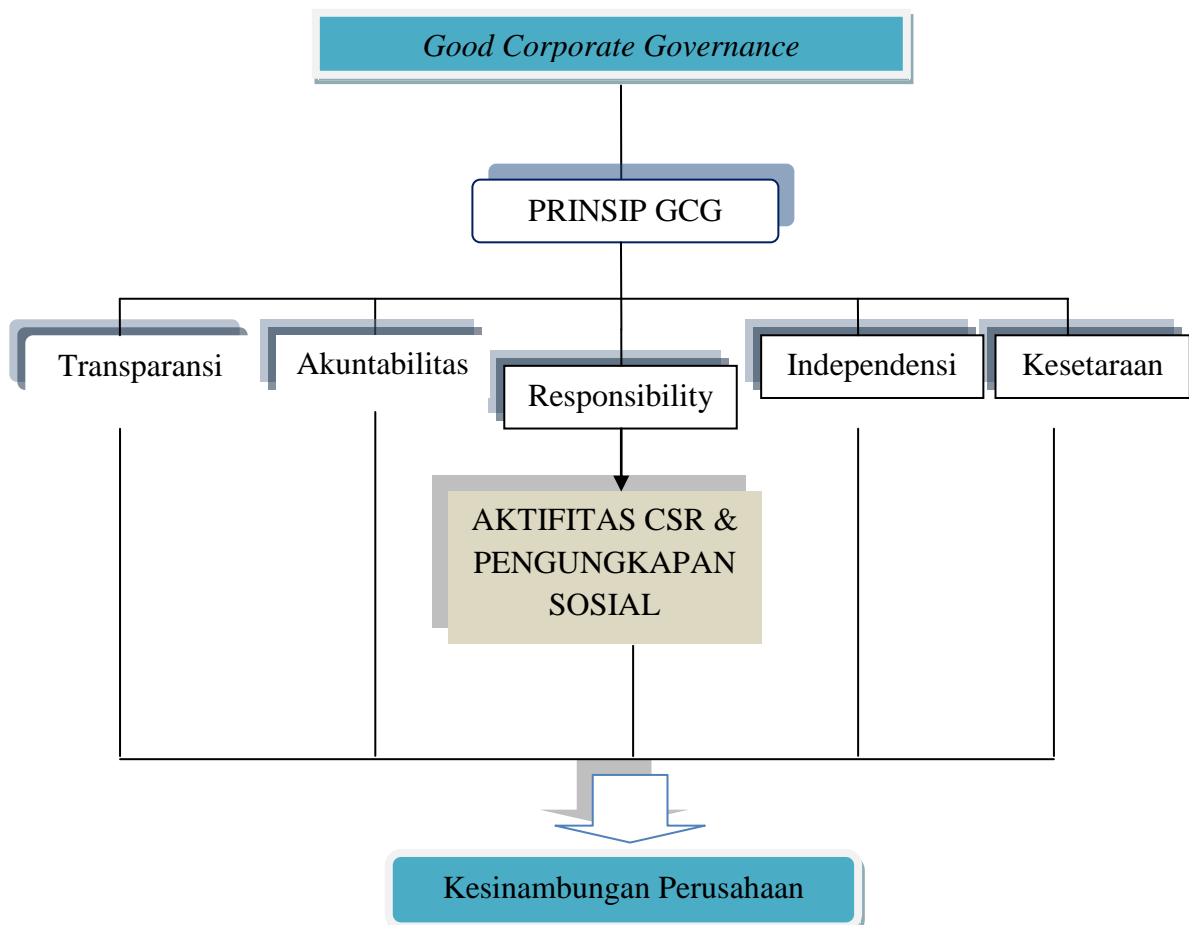 Good Corporate Governance
PRINSIP GCG
Transparansi
Akuntabilitas
Responsibility
Independensi
Kesetaraan
AKTIFITAS CSR &
PENGUNGKAPAN
SOSIAL
Kesinambungan Perusahaan